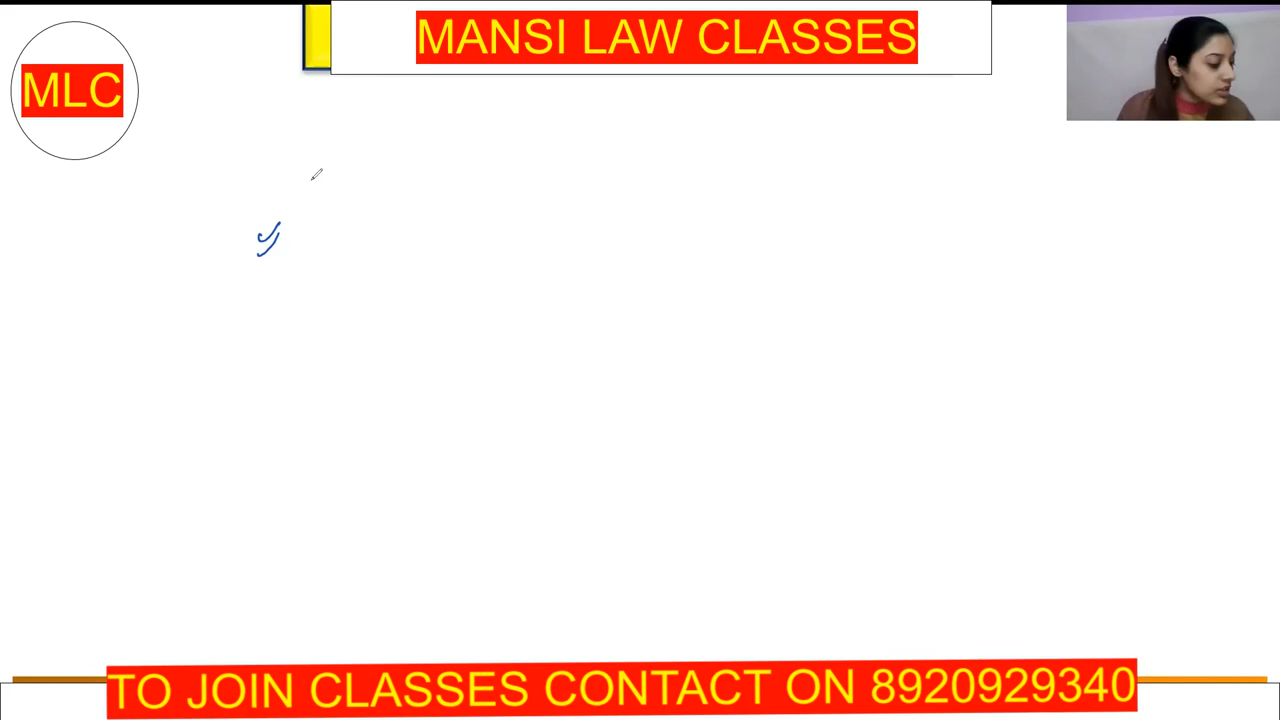 MANSI LAW CLASSES
MLC
TO JOIN CLASSES CONTACT ON 8920929340